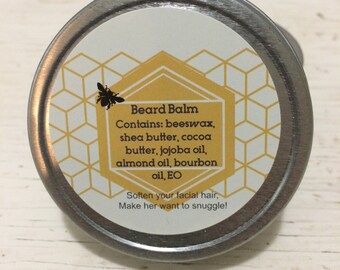 Beard Balm
Contains: beeswax,
shea butter, cocoa
butter, jojoba oil,
almond oil, bourbon
oil, EO
Soften your facial hair,
Make her want to snuggle!